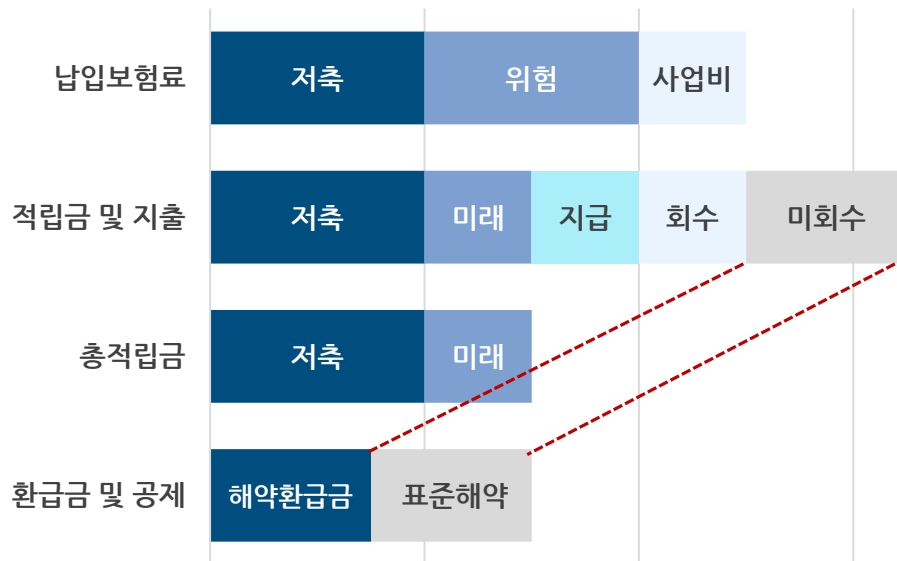 납입보험료 저축 위험 사업비
적립금 및 지출 저축 미래 지급 회수 미회수
총적립금 저축 미래
환급금 및 공제 해약환급금 표준해약